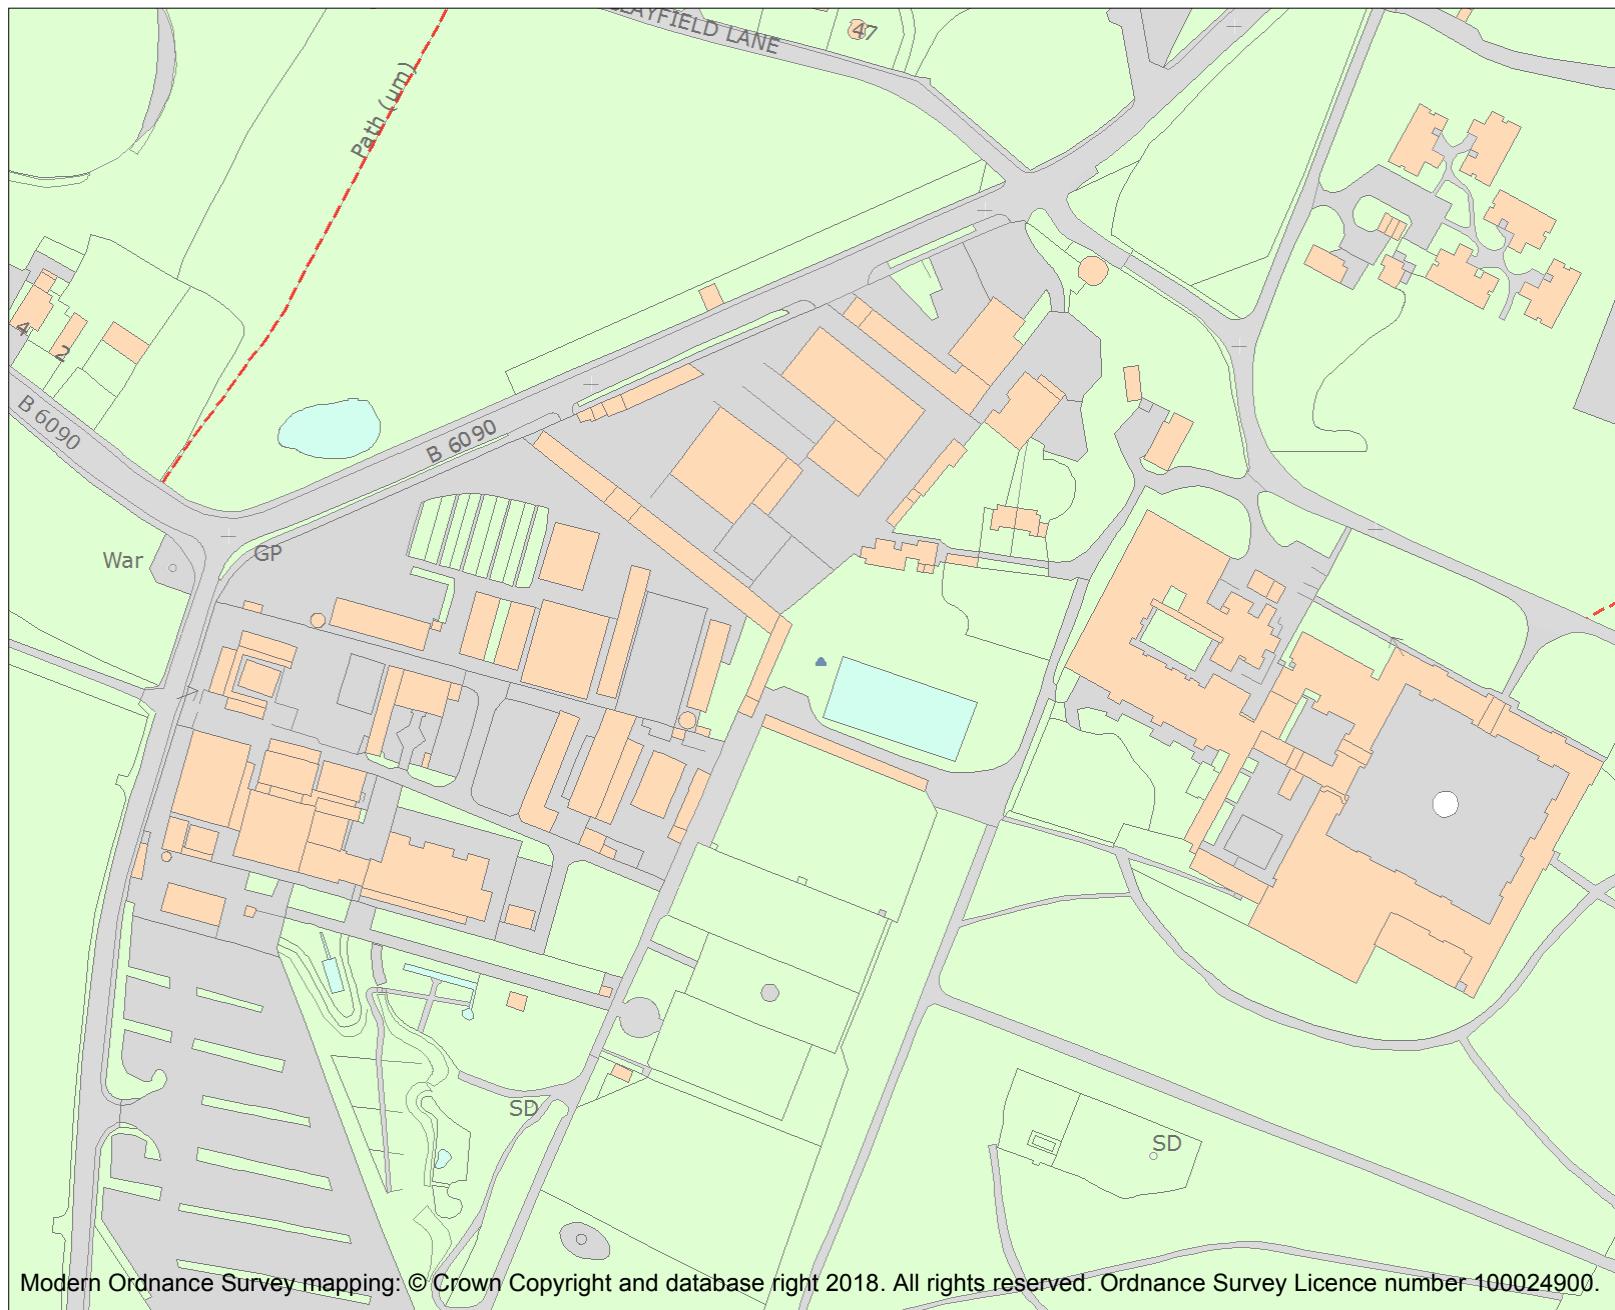 LAYFIELD LANE
47
Path (um)
4
2
B 6090
B 6090
War
GP
SD
SD
Modern Ordnance Survey mapping: © Crown Copyright and database right 2018. All rights reserved. Ordnance Survey Licence number 100024900.